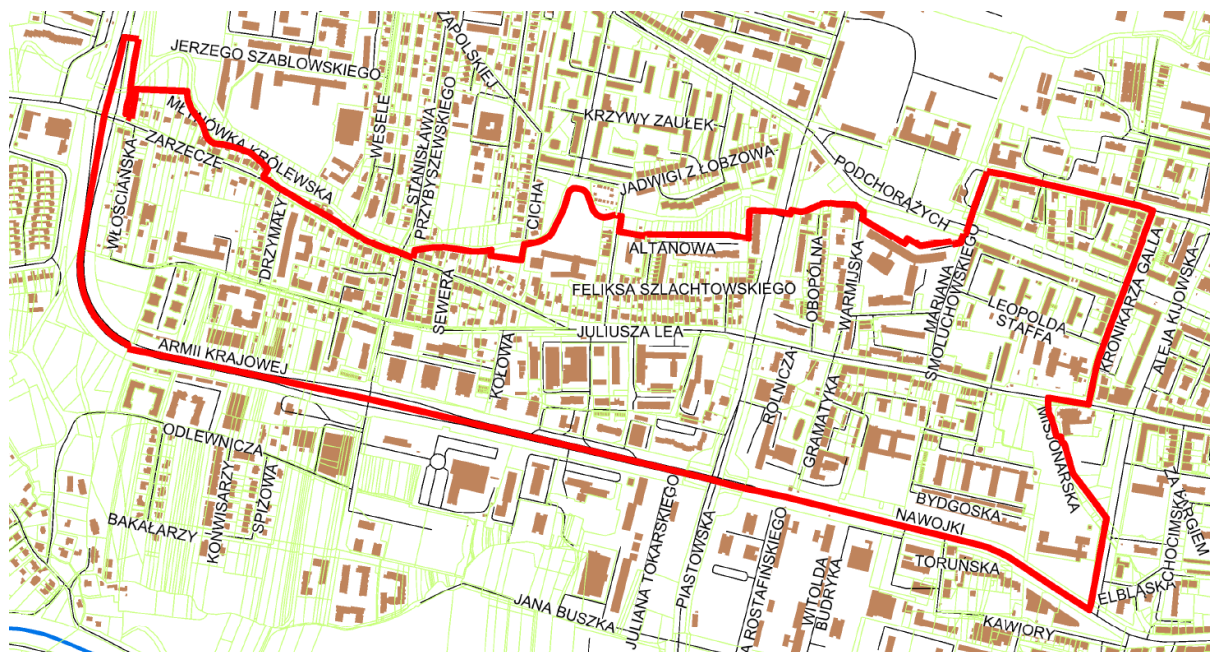 JERZEGO SZABLOWSKIEGO
ZAPOLSKIEJ
MŁYNÓWKA KRÓLEWSKA
WESELE
STANISŁAWA
PRZYBYSZEWSKIEGO
KRZYWY ZAUŁEK
ZARZECZE
JADWIGI Z ŁOBZOWA
PODCHORĄŻYCH
WŁOŚCIAŃSKA
CICHA
DRZYMAŁY
ALTANOWA
OBOPÓLNA
WARMIJSKA
MARIANA
SMOLUCHOWSKIEGO
KRONIKARZA GALLA
ALEJA KIJOWSKA
SEWERA
FELIKSA SZLACHTOWSKIEGO
LEOPOLDA
STAFFA
JULIUSZA LEA
ARMII KRAJOWEJ
KOŁOWA
ROLNICZA
GRAMATYKA
MISJONARSKA
ODLEWNICZA
KONWISARZY
SPIŻOWA
BAKAŁARZY
BYDGOSKA
NAWOJKI
TORUŃSKA
ZA TARGIEM
CHOCIMSKA
ELBLĄSKA
KAWIORY
JANA BUSZKA
JULIANA TOKARSKIEGO
PIASTOWSKA
A ROSTAFIŃSKIEGO
WITOLDA
BUDRYKA